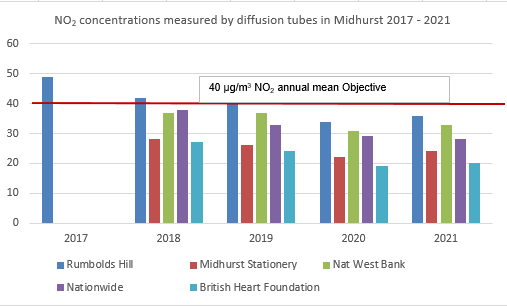 NO₂ concentrations measured by diffusion tubes in Midhurst 2017 - 2021
60
50
40
30
20
10
0
40 µg/m³ NO₂ annual mean Objective
2017 2018 2019 2020 2021
Rumbolds Hill Midhurst Stationery Nat West Bank
Nationwide British Heart Foundation